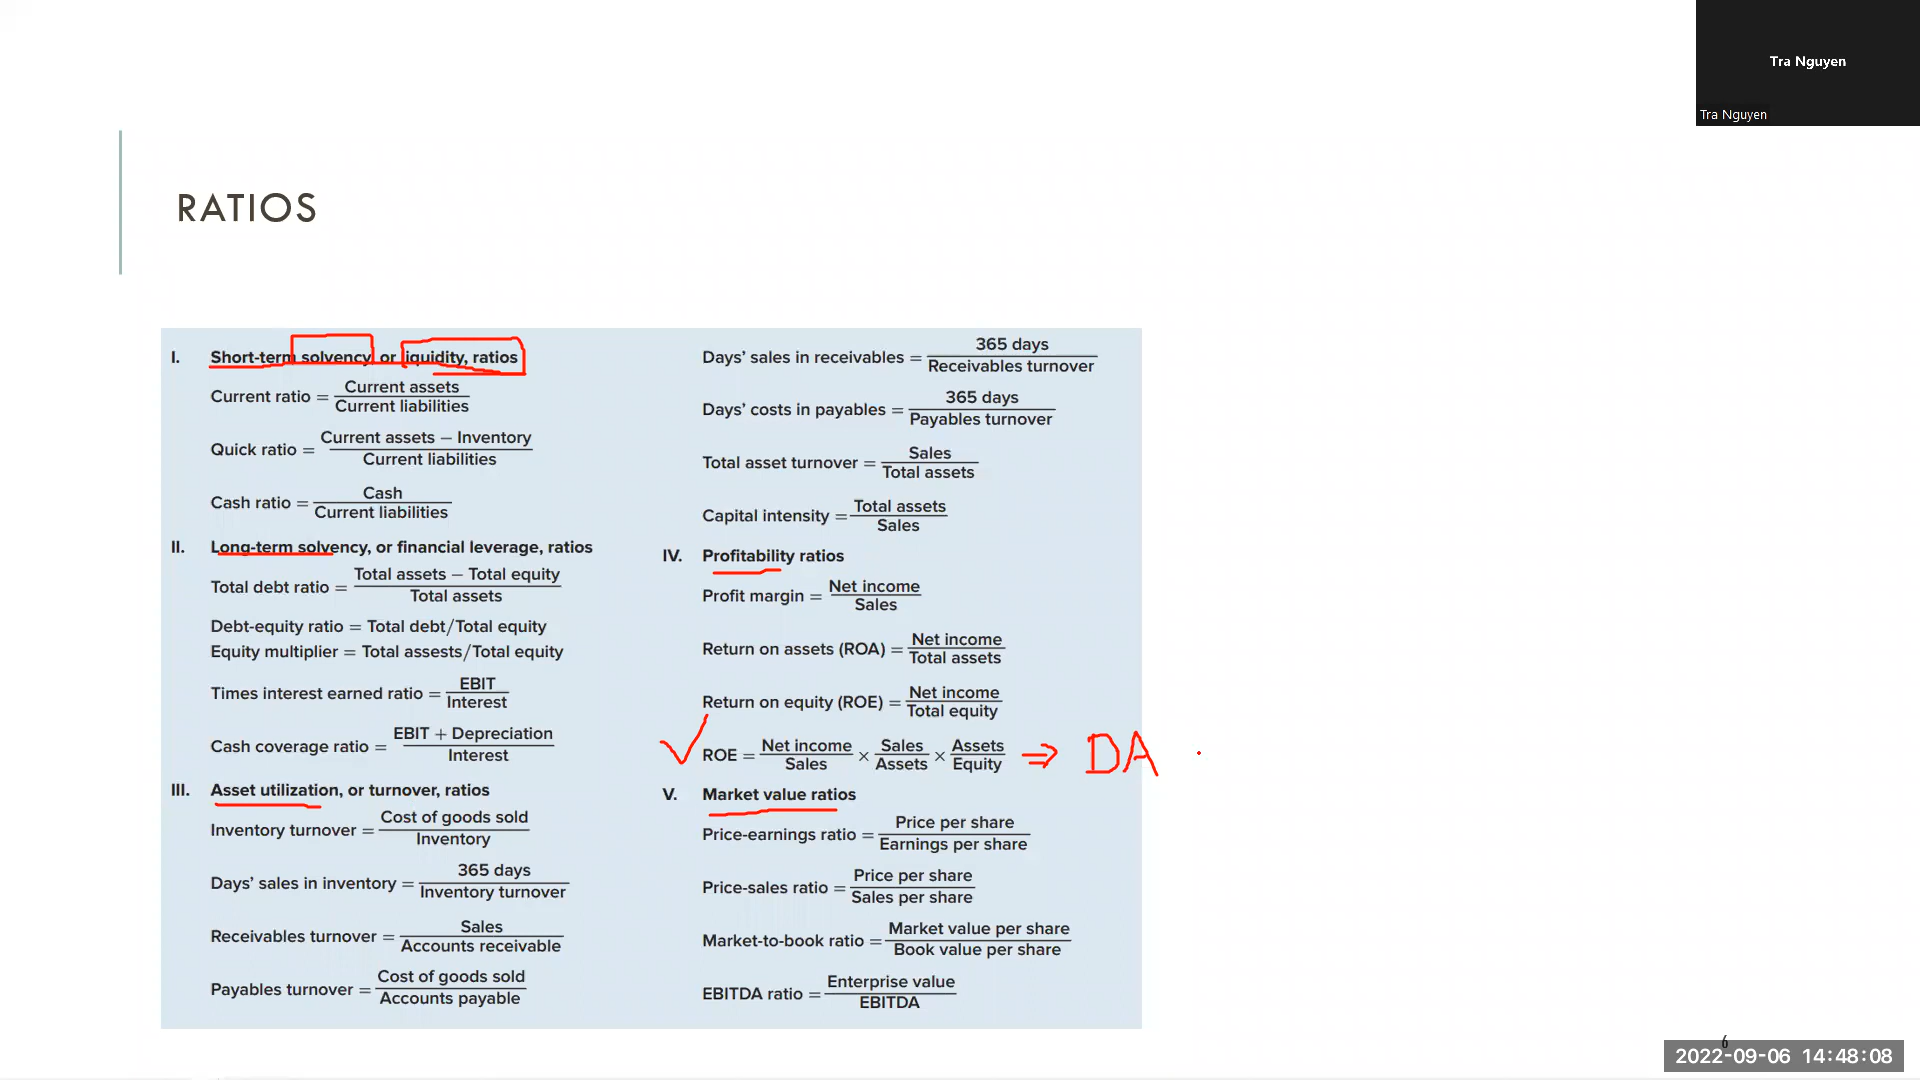 Tra Nguyen
Tra Nguyen
RATIOS
I. Short-term solvency, or liquidity, ratios
Current ratio = Current assets / Current liabilities
Quick ratio = Current assets − Inventory / Current liabilities
Cash ratio = Cash / Current liabilities
II. Long-term solvency, or financial leverage, ratios
Total debt ratio = Total assets − Total equity / Total assets
Debt-equity ratio = Total debt/Total equity
Equity multiplier = Total assests/Total equity
Times interest earned ratio = EBIT / Interest
Cash coverage ratio = EBIT + Depreciation / Interest
III. Asset utilization, or turnover, ratios
Inventory turnover = Cost of goods sold / Inventory
Days’ sales in inventory = 365 days / Inventory turnover
Receivables turnover = Sales / Accounts receivable
Payables turnover = Cost of goods sold / Accounts payable
Days’ sales in receivables = 365 days / Receivables turnover
Days’ costs in payables = 365 days / Payables turnover
Total asset turnover = Sales / Total assets
Capital intensity = Total assets / Sales
IV. Profitability ratios
Profit margin = Net income / Sales
Return on assets (ROA) = Net income / Total assets
Return on equity (ROE) = Net income / Total equity
ROE = Net income / Sales × Sales / Assets × Assets / Equity ⇒ DA
V. Market value ratios
Price-earnings ratio = Price per share / Earnings per share
Price-sales ratio = Price per share / Sales per share
Market-to-book ratio = Market value per share / Book value per share
EBITDA ratio = Enterprise value / EBITDA
6
2022-09-06 14:48:08